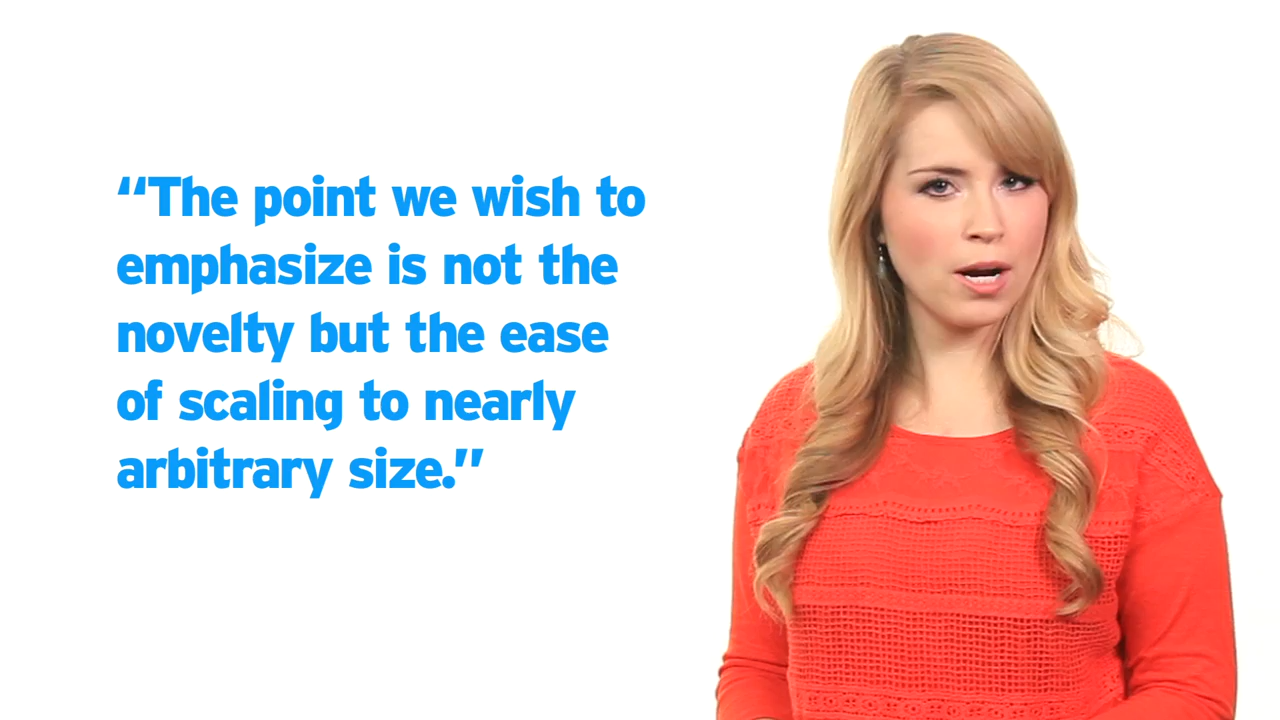 “The point we wish to
emphasize is not the
novelty but the ease
of scaling to nearly
arbitrary size.”